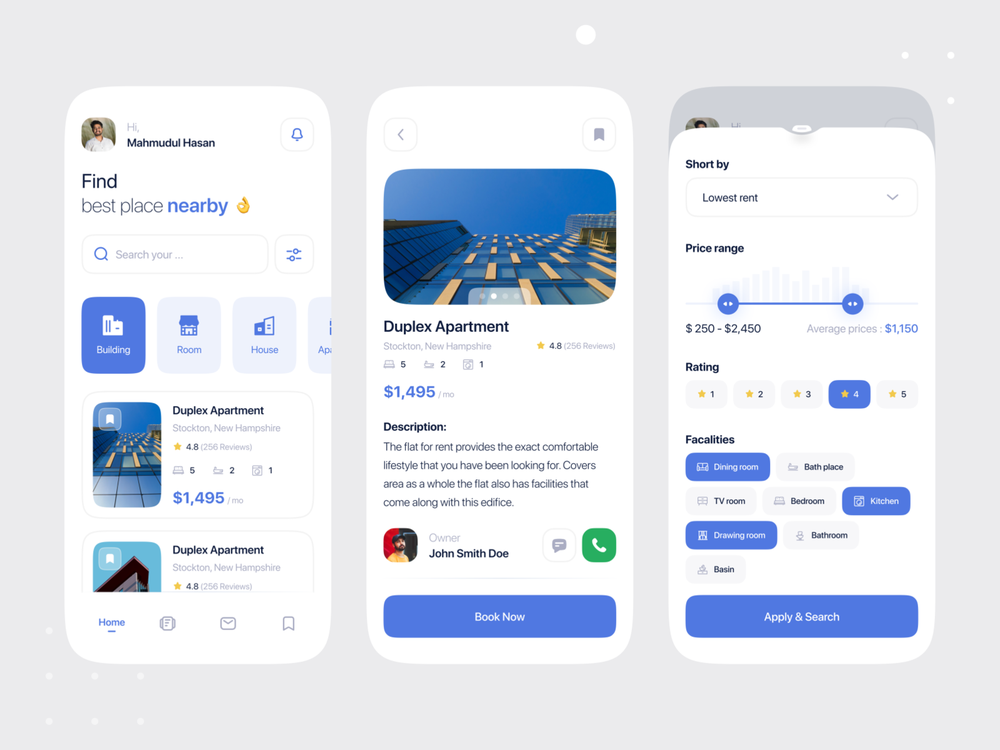 Hi,
Mahmudul Hasan
Find
best place nearby 👌
Search your ...
Building
Room
House
Duplex Apartment
Stockton, New Hampshire
4.8 (256 Reviews)
5 2 1
$1,495 / mo
Duplex Apartment
Stockton, New Hampshire
4.8 (256 Reviews)
Home
Duplex Apartment
Stockton, New Hampshire
4.8 (256 Reviews)
5 2 1
$1,495 / mo
Description:
The flat for rent provides the exact comfortable
lifestyle that you have been looking for. Covers
area as a whole the flat also has facilities that
come along with this edifice.
Owner
John Smith Doe
Book Now
Hi
Short by
Lowest rent
Price range
$ 250 - $2,450
Average prices : $1,150
Rating
1
2
3
4
5
Facalities
Dining room
Bath place
TV room
Bedroom
Kitchen
Drawing room
Bathroom
Basin
Apply & Search